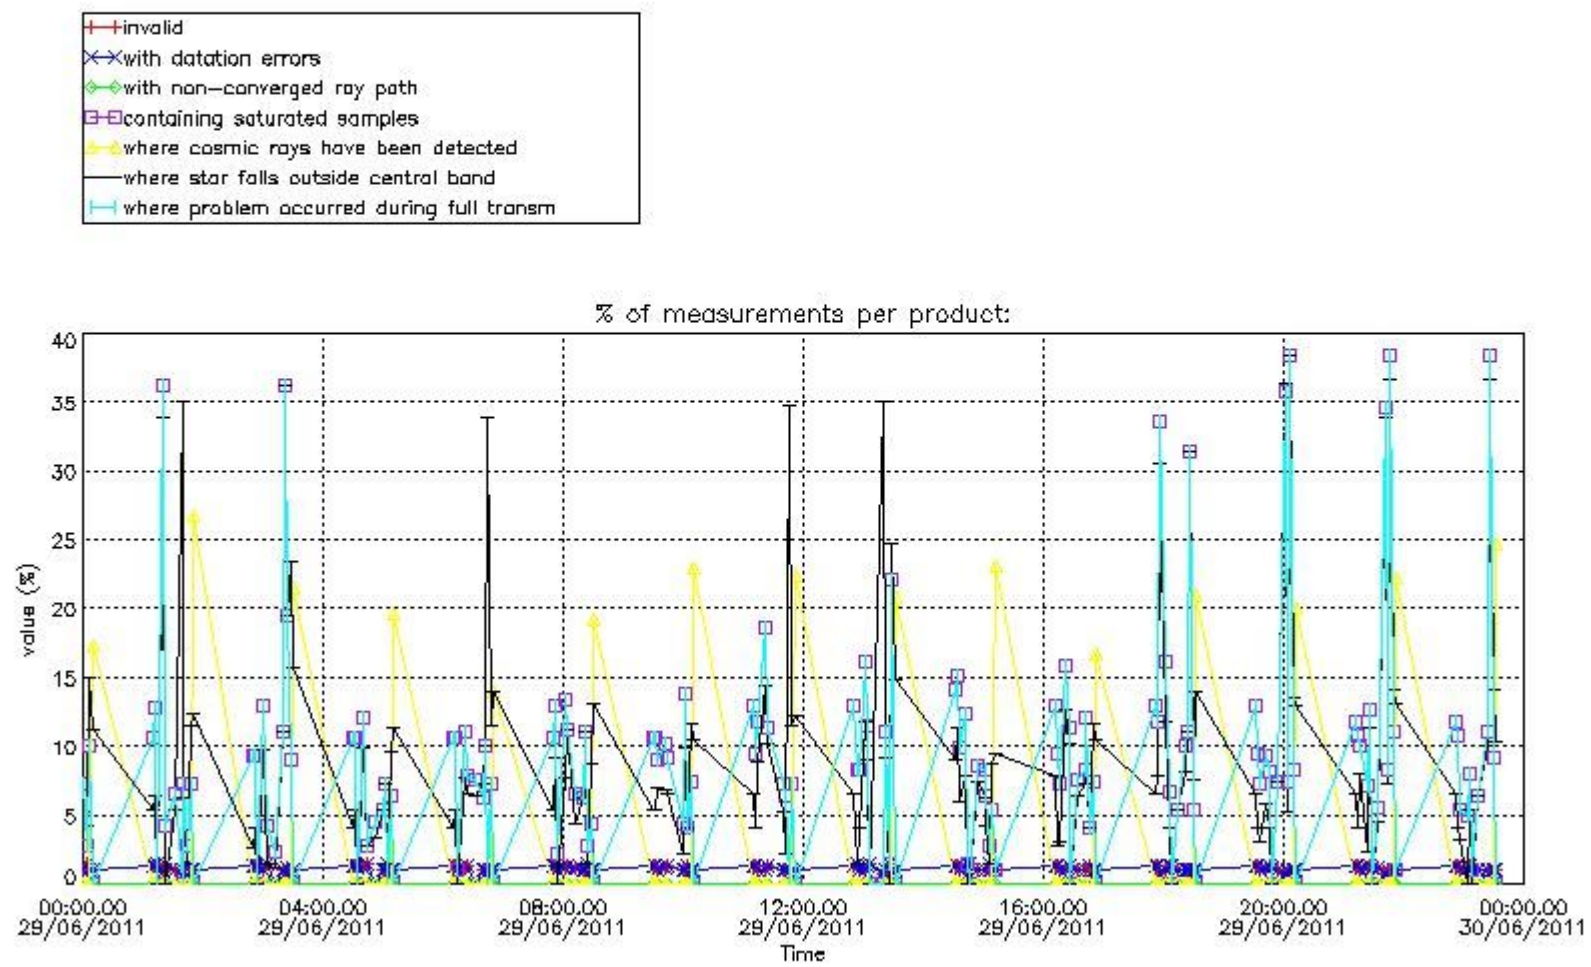 invalid
with datation errors
with non-converged ray path
containing saturated samples
where cosmic rays have been detected
where star falls outside central band
where problem occurred during full transm
% of measurements per product:
40
35
30
25
20
15
10
5
0
value (%)
00:00:00 04:00:00 08:00:00 12:00:00 16:00:00 20:00:00 00:00:00
29/06/2011 29/06/2011 29/06/2011 29/06/2011 29/06/2011 29/06/2011 30/06/2011
Time